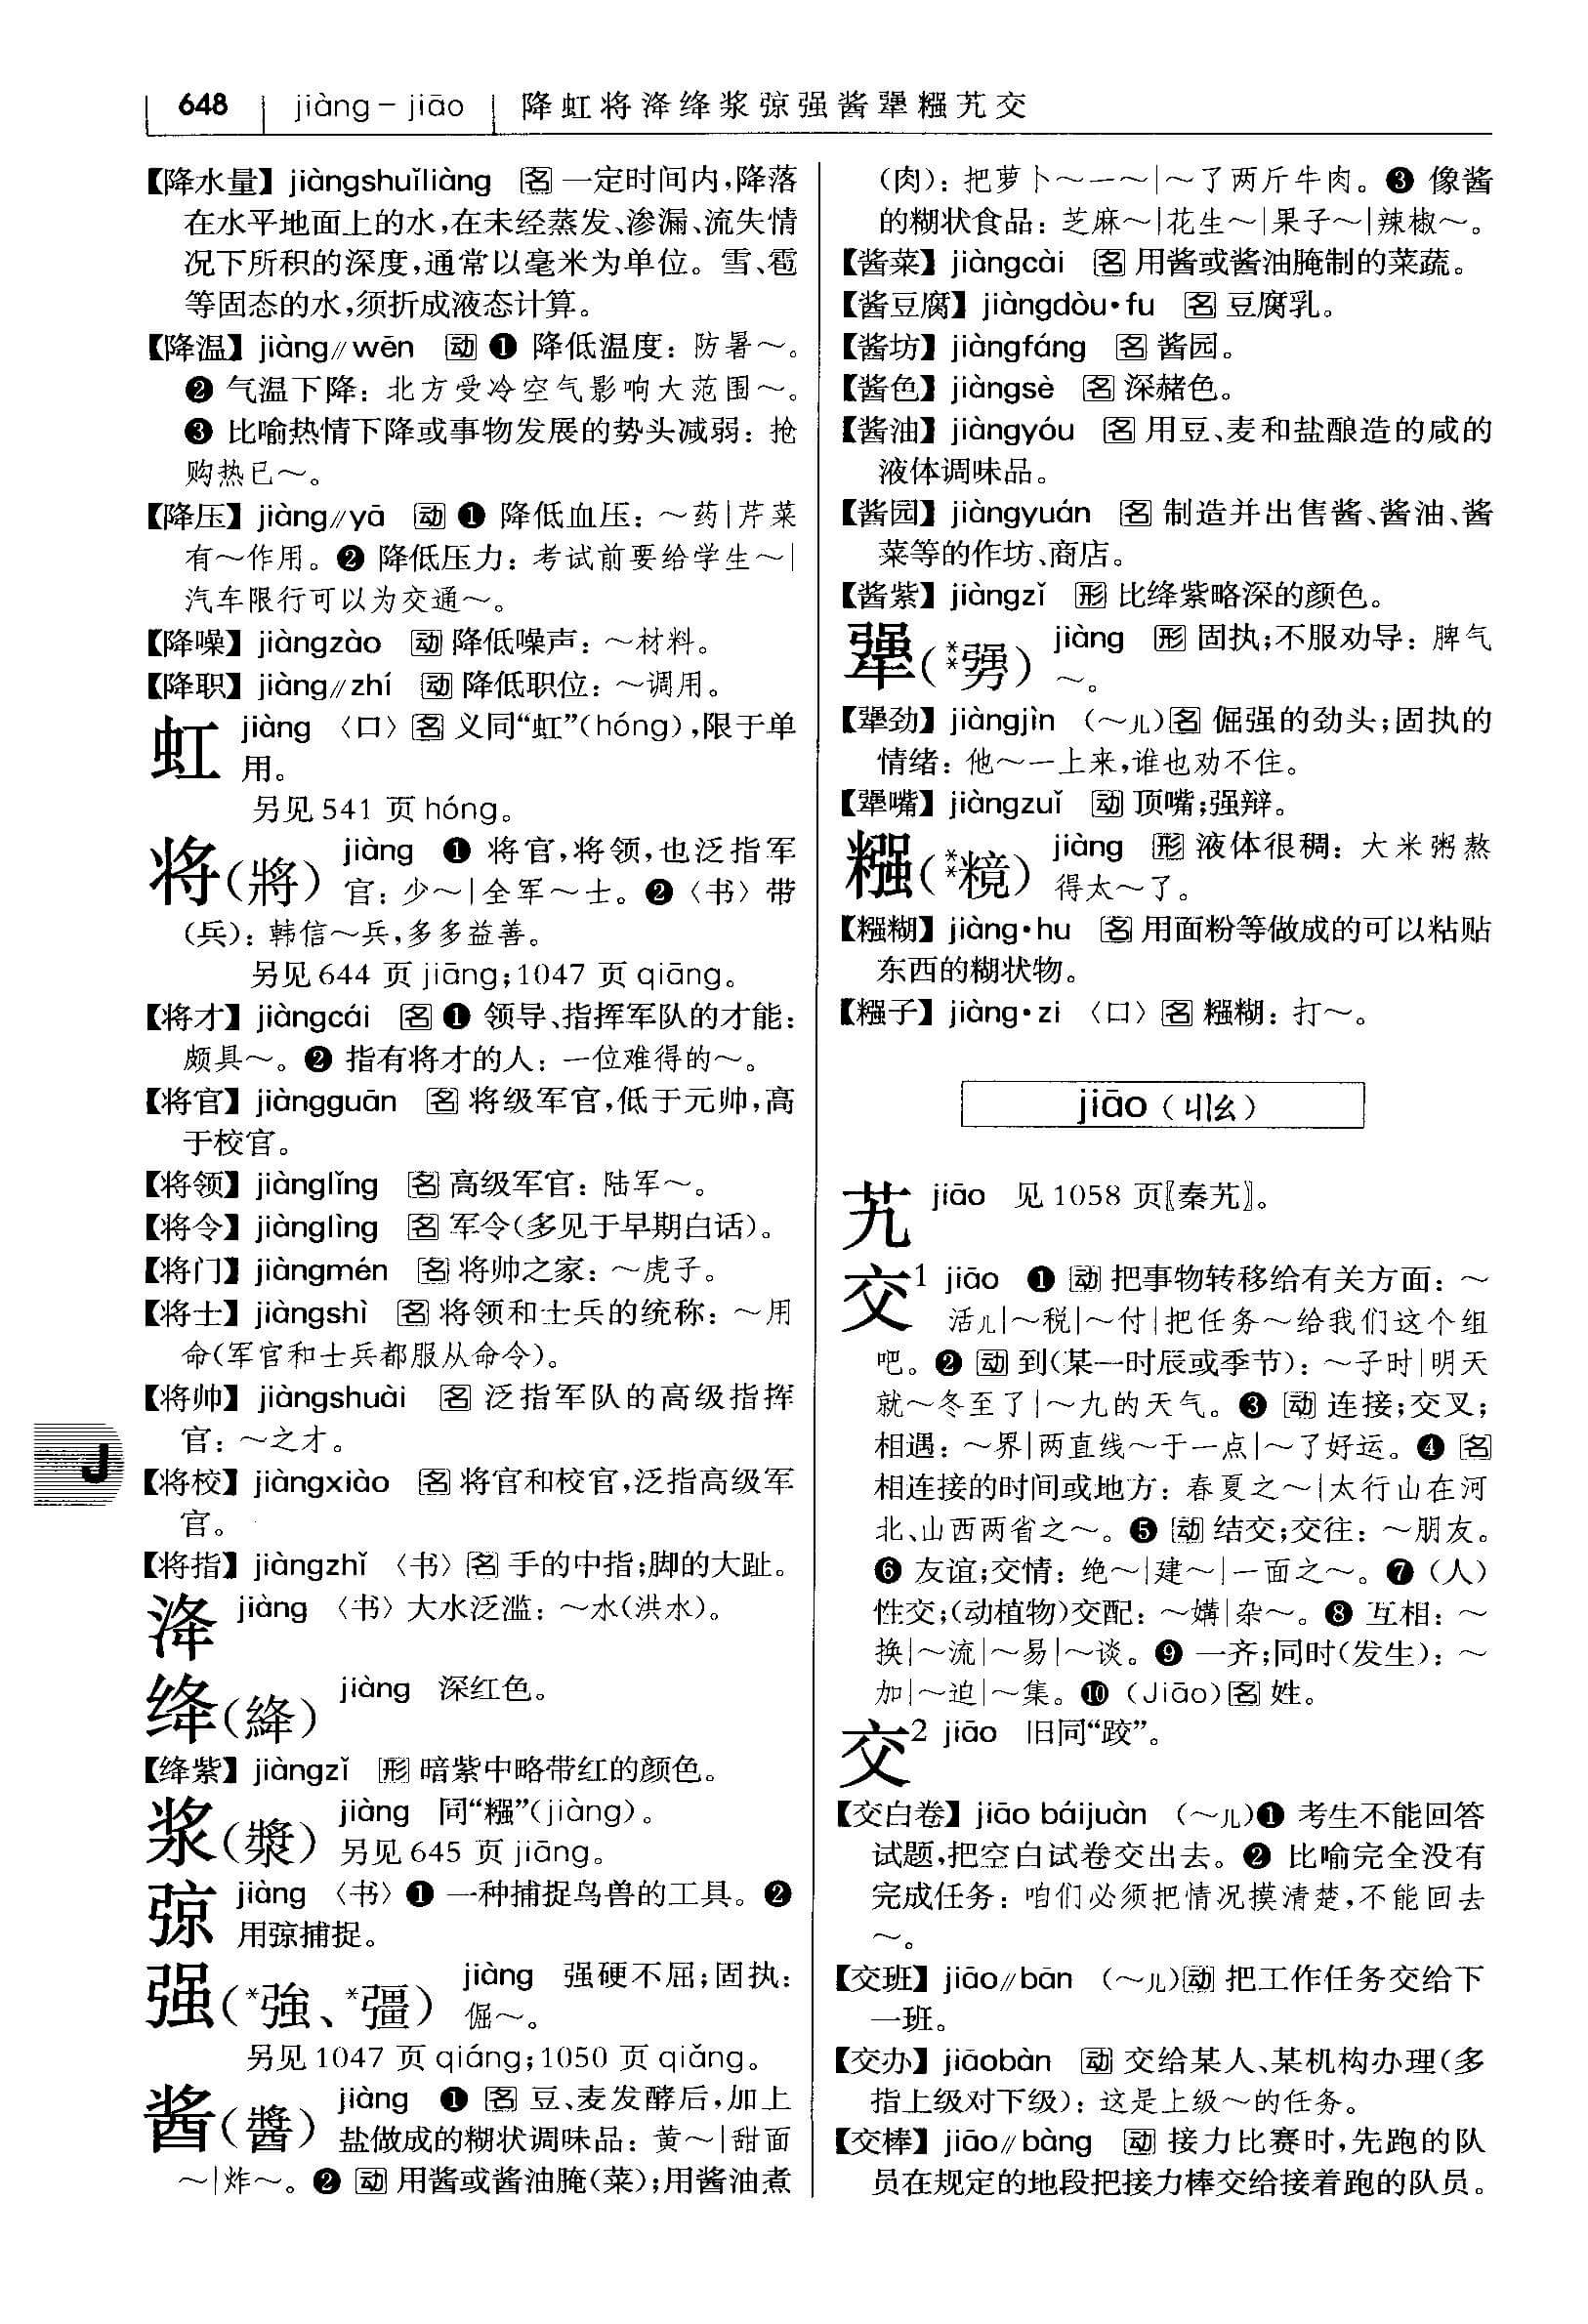 648 jiàng－jiāo 降虹将洚绛浆弶强酱犟糨艽交
【降水量】 jiàngshuǐliàng 名 一定时间内，降落
在水平地面上的水，在未经蒸发、渗漏、流失情
况下所积的深度，通常以毫米为单位。雪、雹
等固态的水，须折成液态计算。
【降温】 jiàng//wēn 动 ❶ 降低温度：防暑～。
❷ 气温下降：北方受冷空气影响大范围～。
❸ 比喻热情下降或事物发展的势头减弱：抢
购热已～。
【降压】 jiàng//yā 动 ❶ 降低血压：～药|芹菜
有～作用。❷ 降低压力：考试前要给学生～|
汽车限行可以为交通～。
【降噪】 jiàngzào 动 降低噪声：～材料。
【降职】 jiàng//zhí 动 降低职位：～调用。
虹 jiàng 〈口〉名 义同“虹”(hóng)，限于单
用。
另见 541 页 hóng。
将(將) jiàng ❶ 将官，将领，也泛指军
官：少～|全军～士。❷〈书〉带
(兵)：韩信～兵，多多益善。
另见 644 页 jiāng；1047 页 qiāng。
【将才】 jiàngcái 名 ❶ 领导、指挥军队的才能：
颇具～。❷ 指有将才的人：一位难得的～。
【将官】 jiàngguān 名 将级军官，低于元帅，高
于校官。
【将领】 jiànglǐng 名 高级军官：陆军～。
【将令】 jiànglìng 名 军令(多见于早期白话)。
【将门】 jiàngmén 名 将帅之家：～虎子。
【将士】 jiàngshì 名 将领和士兵的统称：～用
命(军官和士兵都服从命令)。
【将帅】 jiàngshuài 名 泛指军队的高级指挥
官：～之才。
【将校】 jiàngxiào 名 将官和校官，泛指高级军
官。
【将指】 jiàngzhǐ 〈书〉名 手的中指；脚的大趾。
洚 jiàng 〈书〉大水泛滥：～水(洪水)。
绛(絳) jiàng 深红色。
【绛紫】 jiàngzǐ 形 暗紫中略带红的颜色。
浆(漿) jiàng 同“糨”(jiàng)。
另见 645 页 jiāng。
弶 jiàng 〈书〉❶ 一种捕捉鸟兽的工具。❷
用弶捕捉。
强(*強、*彊) jiàng 强硬不屈；固执：
倔～。
另见 1047 页 qiáng；1050 页 qiǎng。
酱(醬) jiàng ❶ 名 豆、麦发酵后，加上
盐做成的糊状调味品：黄～|甜面
～|炸～。❷ 动 用酱或酱油腌(菜)；用酱油煮
J
(肉)：把萝卜～一～|～了两斤牛肉。❸ 像酱
的糊状食品：芝麻～|花生～|果子～|辣椒～。
【酱菜】 jiàngcài 名 用酱或酱油腌制的菜蔬。
【酱豆腐】 jiàngdòu·fu 名 豆腐乳。
【酱坊】 jiàngfáng 名 酱园。
【酱色】 jiàngsè 名 深赭色。
【酱油】 jiàngyóu 名 用豆、麦和盐酿造的咸的
液体调味品。
【酱园】 jiàngyuán 名 制造并出售酱、酱油、酱
菜等的作坊、商店。
【酱紫】 jiàngzǐ 形 比绛紫略深的颜色。
犟(**勥) jiàng 形 固执；不服劝导：脾气
～。
【犟劲】 jiàngjìn (～儿)名 倔强的劲头；固执的
情绪：他～一上来，谁也劝不住。
【犟嘴】 jiàngzuǐ 动 顶嘴；强辩。
糨(**糡) jiàng 形 液体很稠：大米粥熬
得太～了。
【糨糊】 jiàng·hu 名 用面粉等做成的可以粘贴
东西的糊状物。
【糨子】 jiàng·zi 〈口〉名 糨糊：打～。
jiāo (ㄐㄧㄠ)
艽 jiāo 见 1058 页〖秦艽〗。
交1 jiāo ❶ 动 把事物转移给有关方面：～
活儿|～税|～付|把任务～给我们这个组
吧。❷ 动 到(某一时辰或季节)：～子时|明天
就～冬至了|～九的天气。❸ 动 连接；交叉；
相遇：～界|两直线～于一点|～了好运。❹ 名
相连接的时间或地方：春夏之～|太行山在河
北、山西两省之～。❺ 动 结交；交往：～朋友。
❻ 友谊；交情：绝～|建～|一面之～。❼ (人)
性交；(动植物)交配：～媾|杂～。❽ 互相：～
换|～流|～易|～谈。❾ 一齐；同时(发生)：～
加|～迫|～集。❿ (Jiāo)名 姓。
交2 jiāo 旧同“跤”。
【交白卷】 jiāo báijuàn (～儿)❶ 考生不能回答
试题，把空白试卷交出去。❷ 比喻完全没有
完成任务：咱们必须把情况摸清楚，不能回去
～。
【交班】 jiāo//bān (～儿)动 把工作任务交给下
一班。
【交办】 jiāobàn 动 交给某人、某机构办理(多
指上级对下级)：这是上级～的任务。
【交棒】 jiāo//bàng 动 接力比赛时，先跑的队
员在规定的地段把接力棒交给接着跑的队员。